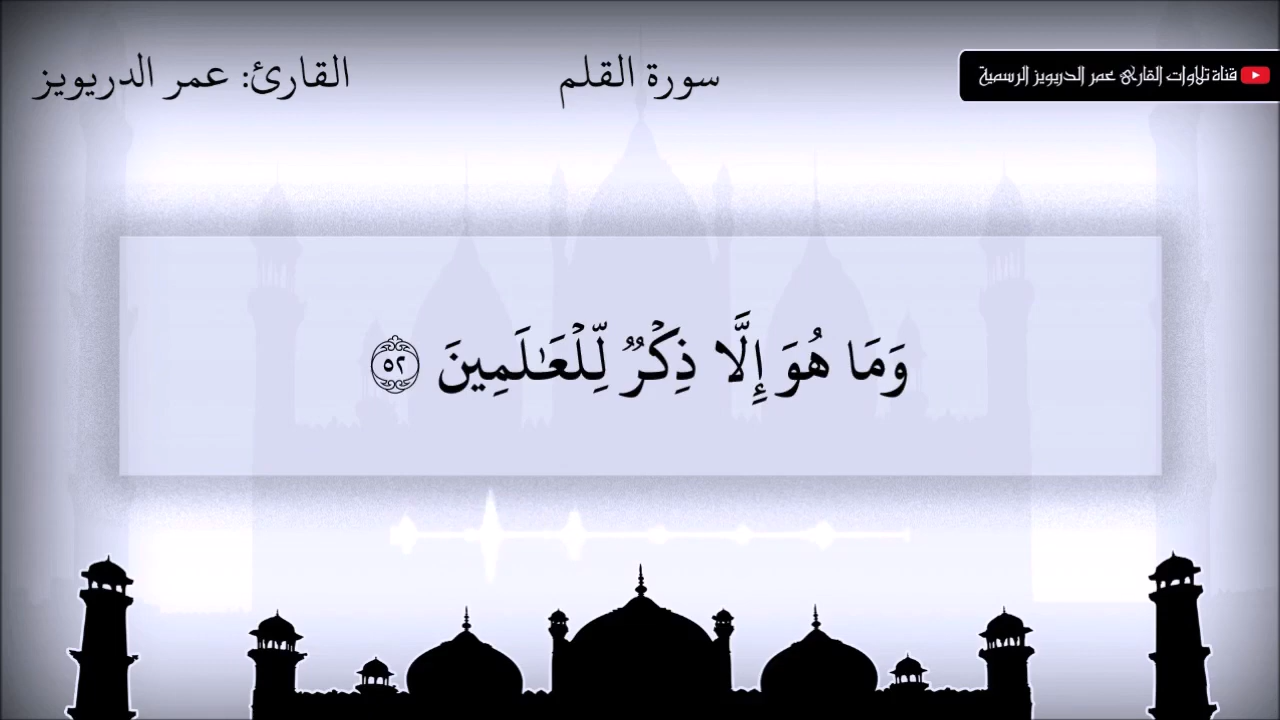 قناة تلاوات القارئ عمر الدريويز الرسمية
سورة القلم
القارئ: عمر الدريويز
وَمَا هُوَ إِلَّا ذِكْرٌ لِّلْعَـٰلَمِينَ ٥٢